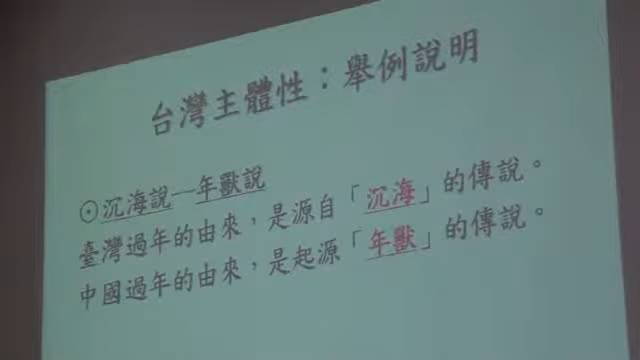 台灣主體性：舉例說明
⊙沉海說—年獸說
臺灣過年的由來，是源自「沉海」的傳說。
中國過年的由來，是起源「年獸」的傳說。